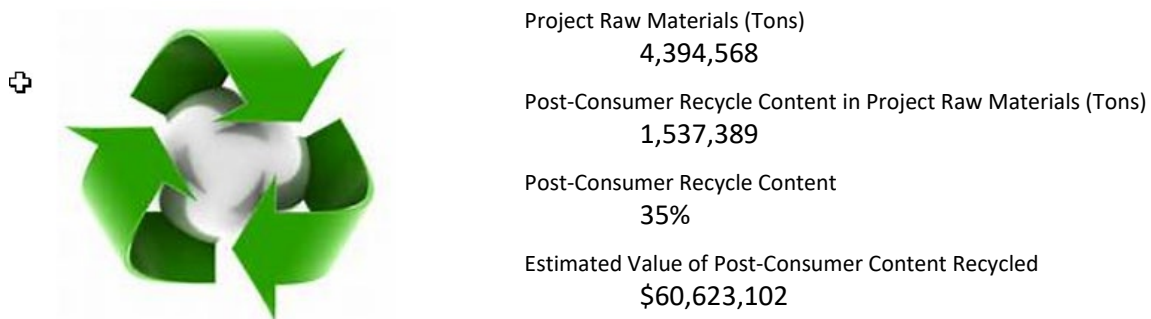 Project Raw Materials (Tons)
4,394,568
Post-Consumer Recycle Content in Project Raw Materials (Tons)
1,537,389
Post-Consumer Recycle Content
35%
Estimated Value of Post-Consumer Content Recycled
$60,623,102